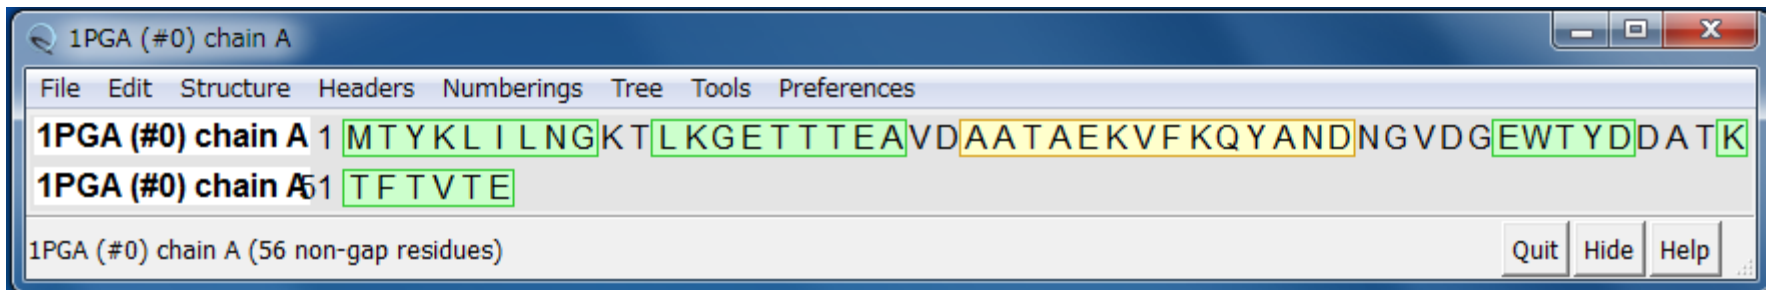 1PGA (#0) chain A
File Edit Structure Headers Numberings Tree Tools Preferences
1PGA (#0) chain A 1 MTYKLILNGKTLKGETTTEAVDAATAEKVFKQYANDNGVDGEWTYDDATK
1PGA (#0) chain A 51 TFTVTE
1PGA (#0) chain A (56 non-gap residues) Quit Hide Help